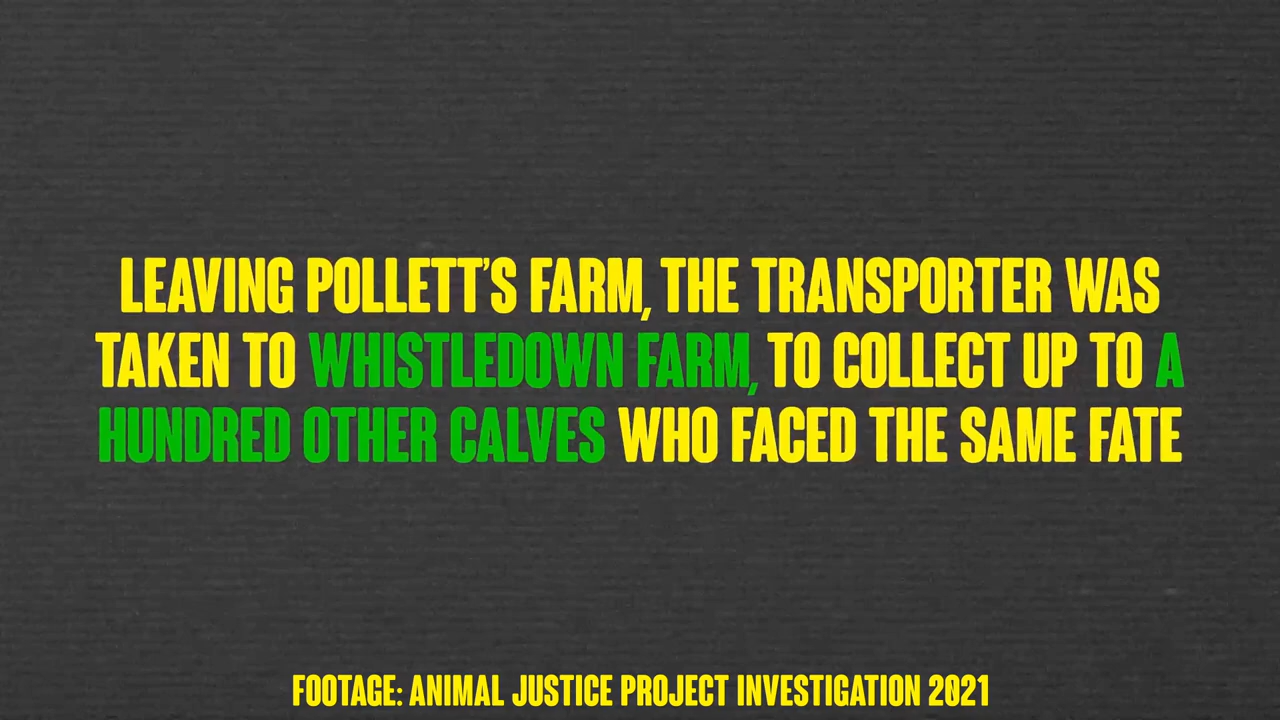 LEAVING POLLETT’S FARM, THE TRANSPORTER WAS
TAKEN TO WHISTLEDOWN FARM, TO COLLECT UP TO A
HUNDRED OTHER CALVES WHO FACED THE SAME FATE
FOOTAGE: ANIMAL JUSTICE PROJECT INVESTIGATION 2021